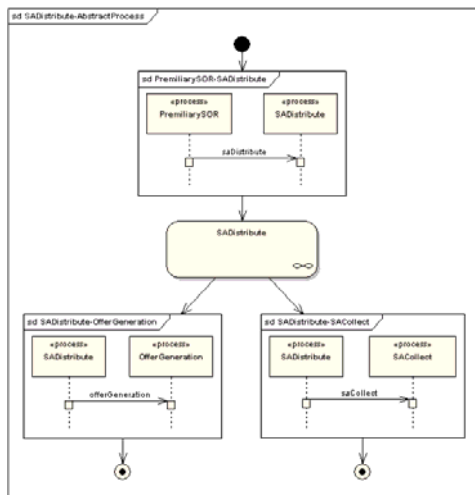 sd SADistribute-AbstractProcess
sd PremiliarySOR-SADistribute
«process» «process»
PremiliarySOR SADistribute
saDistribute
SADistribute
sd SADistribute-OfferGeneration
«process» «process»
SADistribute OfferGeneration
offerGeneration
sd SADistribute-SACollect
«process» «process»
SADistribute SACollect
saCollect